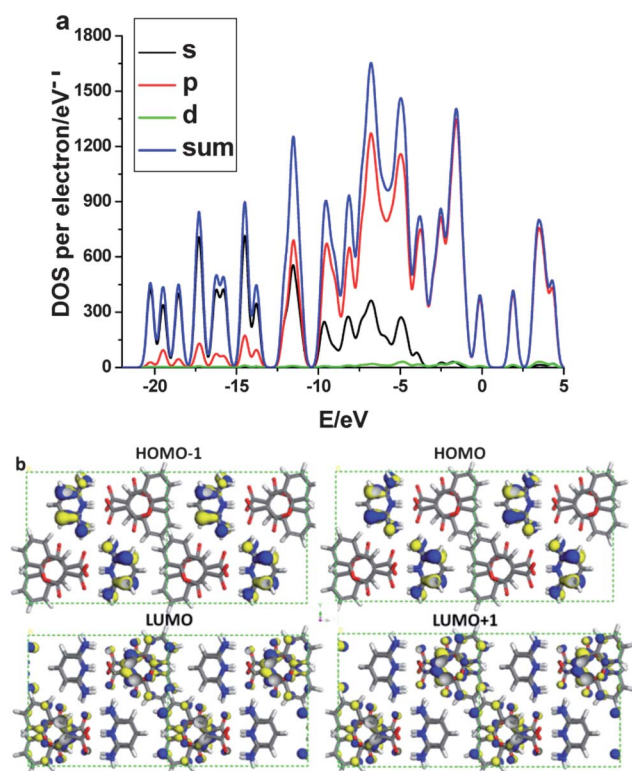 a
s
p
d
sum
DOS per electron/eV⁻¹
1800
1500
1200
900
600
300
0
-20 -15 -10 -5 0 5
E/eV
b
HOMO-1 HOMO
LUMO LUMO+1